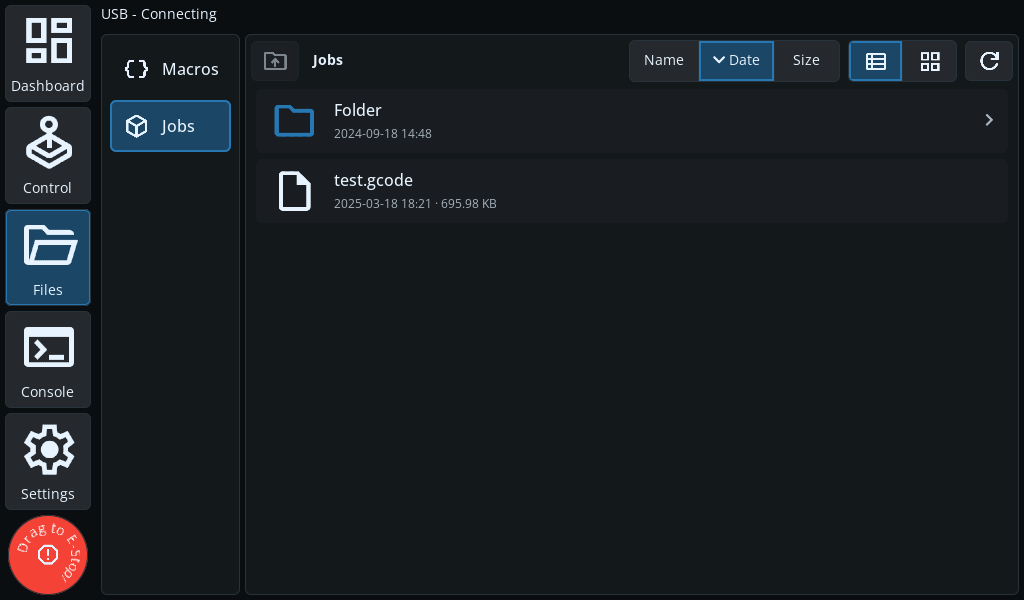 USB - Connecting
Dashboard
Control
Files
Console
Settings
Drag to E-Stop!
Macros
Jobs
Jobs
Name
Date
Size
Folder
2024-09-18 14:48
test.gcode
2025-03-18 18:21 · 695.98 KB